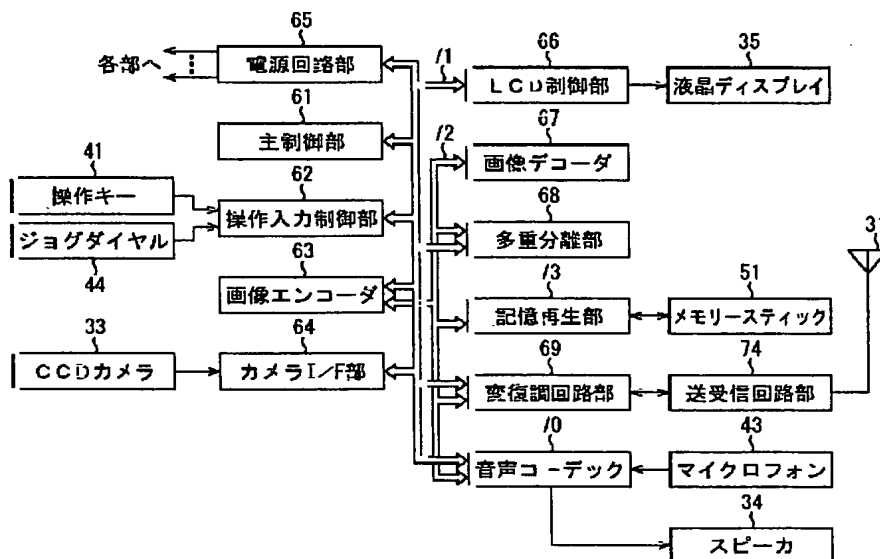 65
各部へ
電源回路部
61
主制御部
41
操作キー
62
操作入力制御部
ジョグダイヤル
44
63
画像エンコーダ
33
CCDカメラ
64
カメラI/F部
71
66
LCD制御部
35
液晶ディスプレイ
72
67
画像デコーダ
68
多重分離部
31
73
記憶再生部
51
メモリースティック
69
変復調回路部
74
送受信回路部
70
音声コーデック
43
マイクロフォン
34
スピーカ